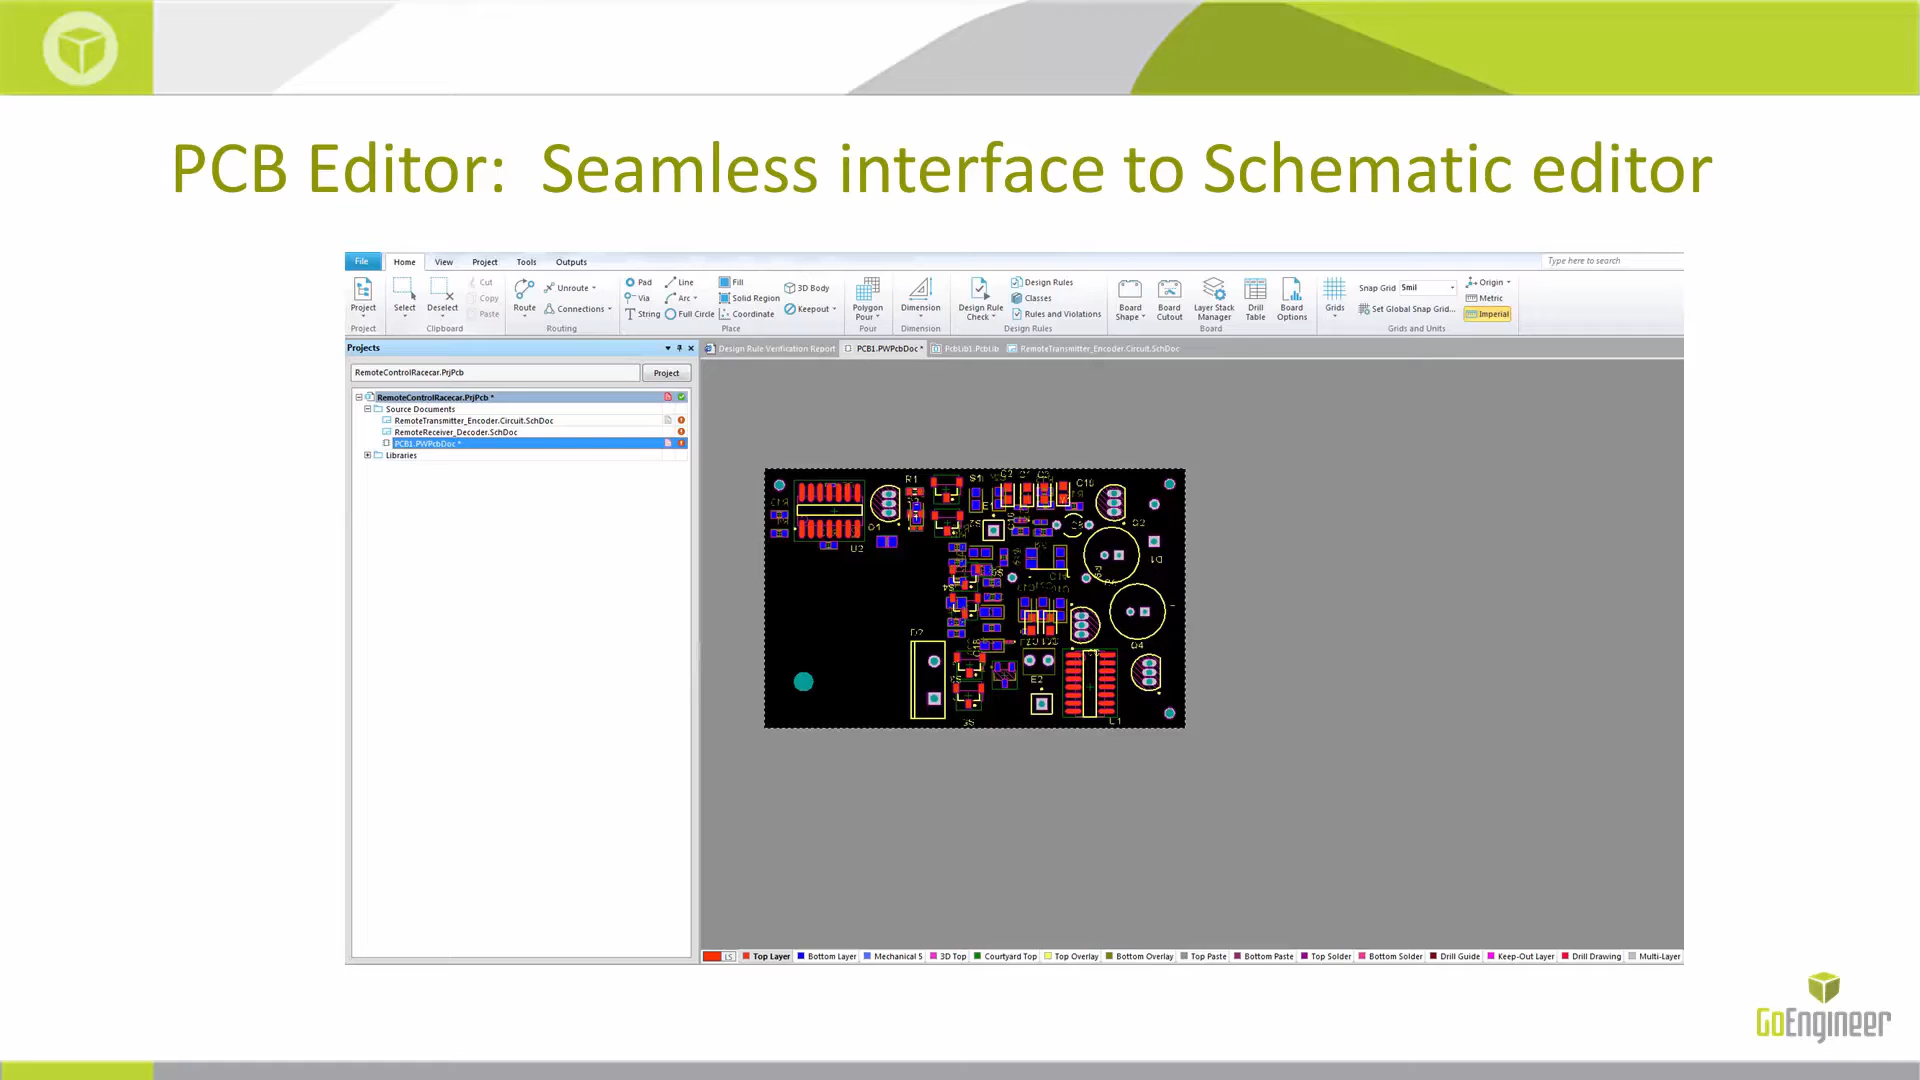 PCB Editor: Seamless interface to Schematic editor
File Home View Project Tools Outputs
Type here to search
Project Select Deselect Cut Copy Paste
Route Unroute Connections
Pad Line Fill 3D Body
Via Arc Solid Region Keepout
String Full Circle Coordinate
Polygon Pour Dimension Design Rule Check
Design Rules
Classes
Rules and Violations
Board Shape Board Cutout Layer Stack Manager Drill Table Board Options
Grids Snap Grid 5mil Origin
Set Global Snap Grid... Metric
Imperial
Project Clipboard Routing Place Pour Dimension Design Rules Board Grids and Units
Projects
Design Rule Verification Report PCB1.PWPcbDoc * PcbLib1.PcbLib RemoteTransmitter_Encoder.Circuit.SchDoc
RemoteControlRacecar.PrjPcb Project
RemoteControlRacecar.PrjPcb *
Source Documents
RemoteTransmitter_Encoder.Circuit.SchDoc
RemoteReceiver_Decoder.SchDoc
PCB1.PWPcbDoc *
Libraries
R1
C10
U2
D2
E2
LS Top Layer Bottom Layer Mechanical 5 3D Top Courtyard Top Top Overlay Bottom Overlay Top Paste Bottom Paste Top Solder Bottom Solder Drill Guide Keep-Out Layer Drill Drawing Multi-Layer
GoEngineer